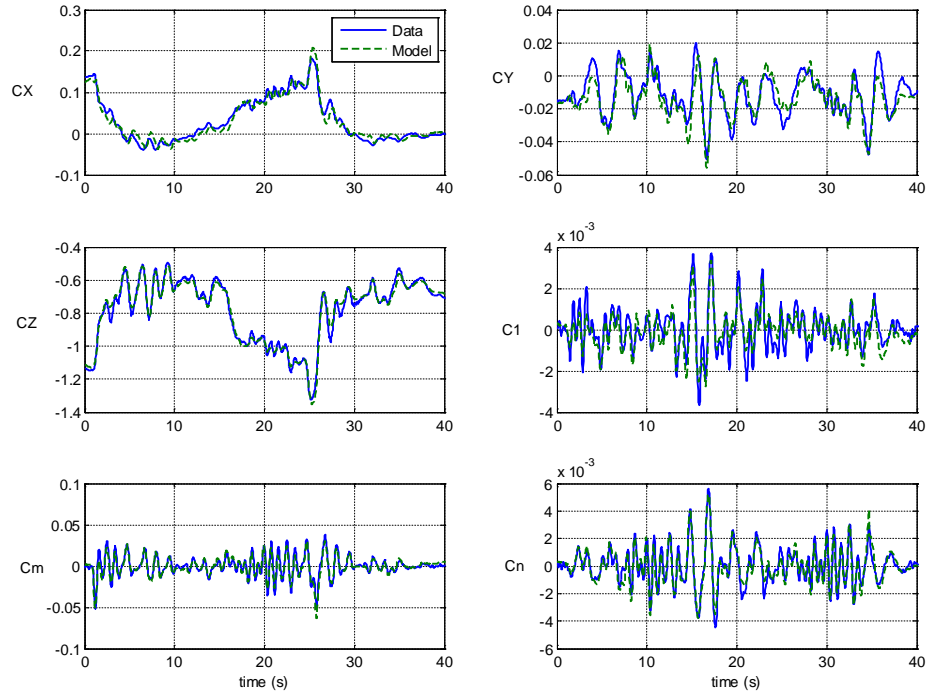 0.3
Data
Model
0.2
CX
0.1
0
-0.1
0 10 20 30 40
0.04
0.02
CY
0
-0.02
-0.04
-0.06
0 10 20 30 40
-0.4
-0.6
CZ
-0.8
-1
-1.2
-1.4
0 10 20 30 40
x 10-3
4
2
C1
0
-2
-4
0 10 20 30 40
0.1
0.05
Cm
0
-0.05
-0.1
0 10 20 30 40
time (s)
x 10-3
6
4
2
Cn
0
-2
-4
-6
0 10 20 30 40
time (s)